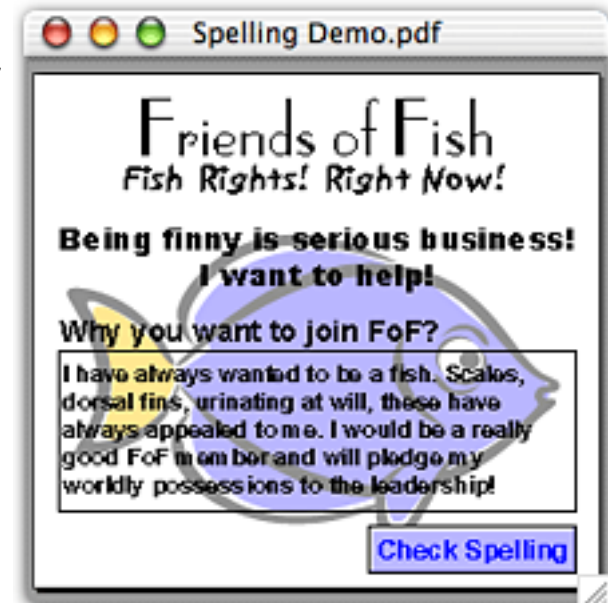 Spelling Demo.pdf
Friends of Fish
Fish Rights! Right Now!
Being finny is serious business!
I want to help!
Why you want to join FoF?
I have always wanted to be a fish. Scales,
dorsal fins, urinating at will, these have
always appealed to me. I would be a really
good FoF member and will pledge my
worldly possessions to the leadership!
Check Spelling